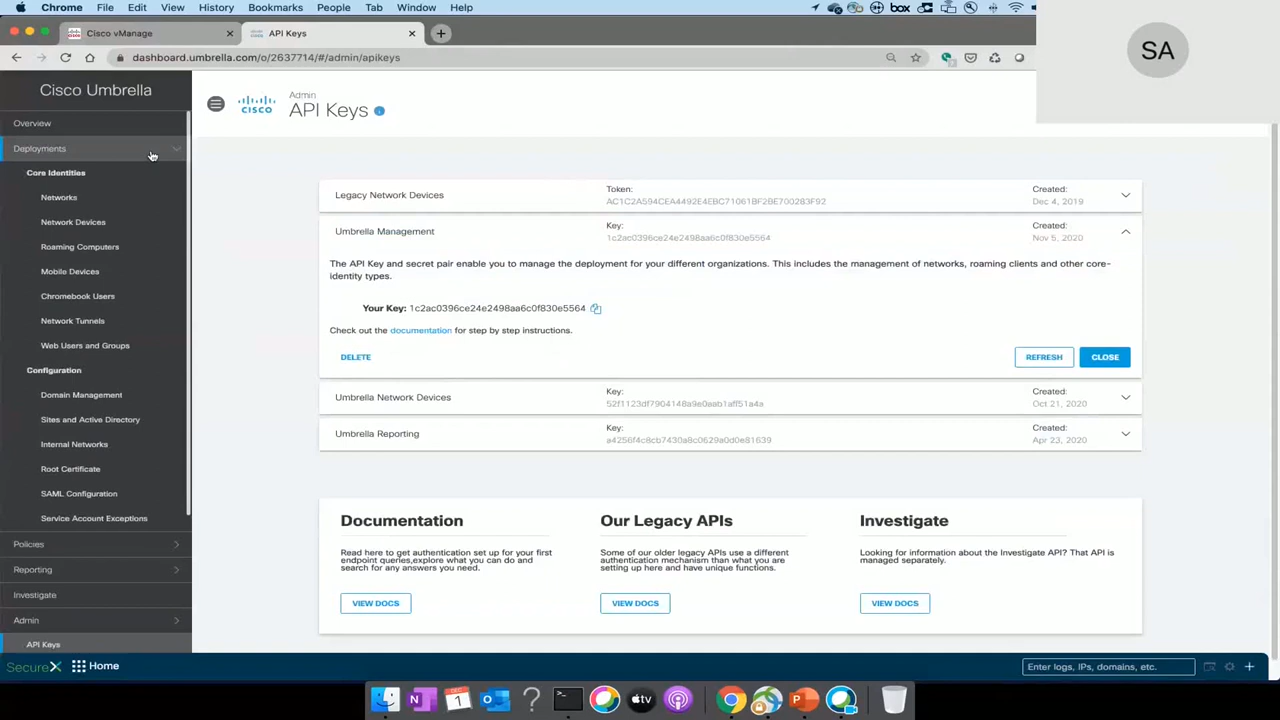 Chrome File Edit View History Bookmarks People Tab Window Help
box
Cisco vManage
API Keys
dashboard.umbrella.com/o/2637714/#/admin/apikeys
SA
Cisco Umbrella
Overview
Deployments
Core Identities
Networks
Network Devices
Roaming Computers
Mobile Devices
Chromebook Users
Network Tunnels
Web Users and Groups
Configuration
Domain Management
Sites and Active Directory
Internal Networks
Root Certificate
SAML Configuration
Service Account Exceptions
Policies
Reporting
Investigate
Admin
API Keys
CISCO
Admin
API Keys
Legacy Network Devices
Token:
AC1C2A594CEA4492E4EBC71061BF2BE700283F92
Created:
Dec 4, 2019
Umbrella Management
Key:
1c2ac0396ce24e2498aa6c0f830e5564
Created:
Nov 5, 2020
The API Key and secret pair enable you to manage the deployment for your different organizations. This includes the management of networks, roaming clients and other core-
identity types.
Your Key: 1c2ac0396ce24e2498aa6c0f830e5564
Check out the documentation for step by step instructions.
DELETE
REFRESH
CLOSE
Umbrella Network Devices
Key:
Created:
Oct 21, 2020
Umbrella Reporting
Key:
Created:
Apr 23, 2020
Documentation
Read here to get authentication set up for your first
endpoint queries,explore what you can do and
search for any answers you need.
VIEW DOCS
Our Legacy APIs
Some of our older legacy APIs use a different
authentication mechanism than what you are
setting up here and have unique functions.
VIEW DOCS
Investigate
Looking for information about the Investigate API? That API is
managed separately.
VIEW DOCS
SecureX
Home
Enter logs, IPs, domains, etc.
DEC
1
tv